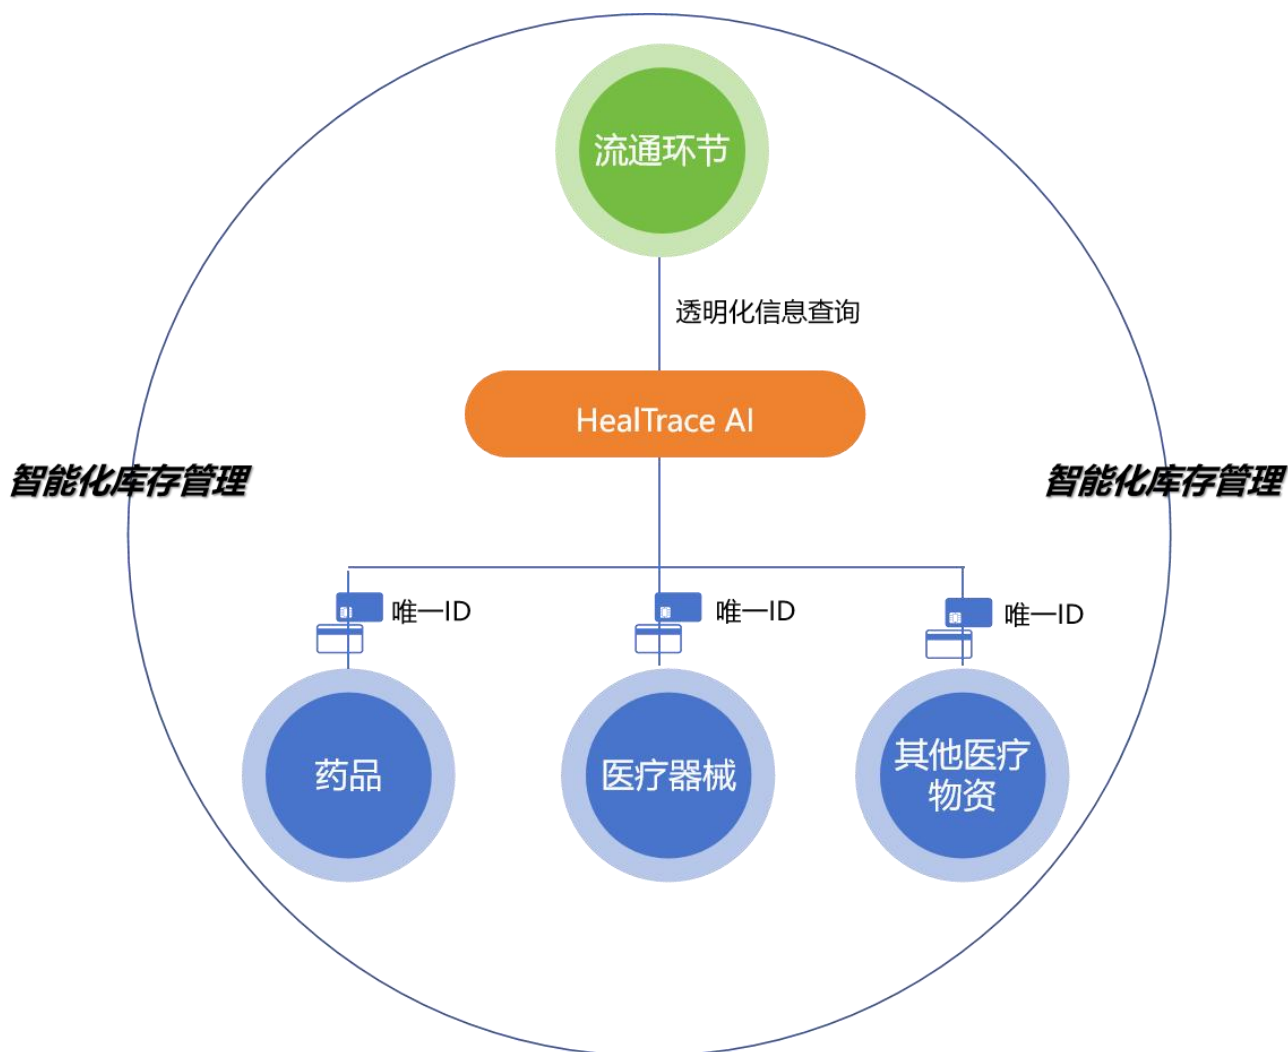 流通环节
透明化信息查询
HealTrace AI
智能化库存管理
智能化库存管理
唯一ID
唯一ID
唯一ID
药品
医疗器械
其他医疗
物资